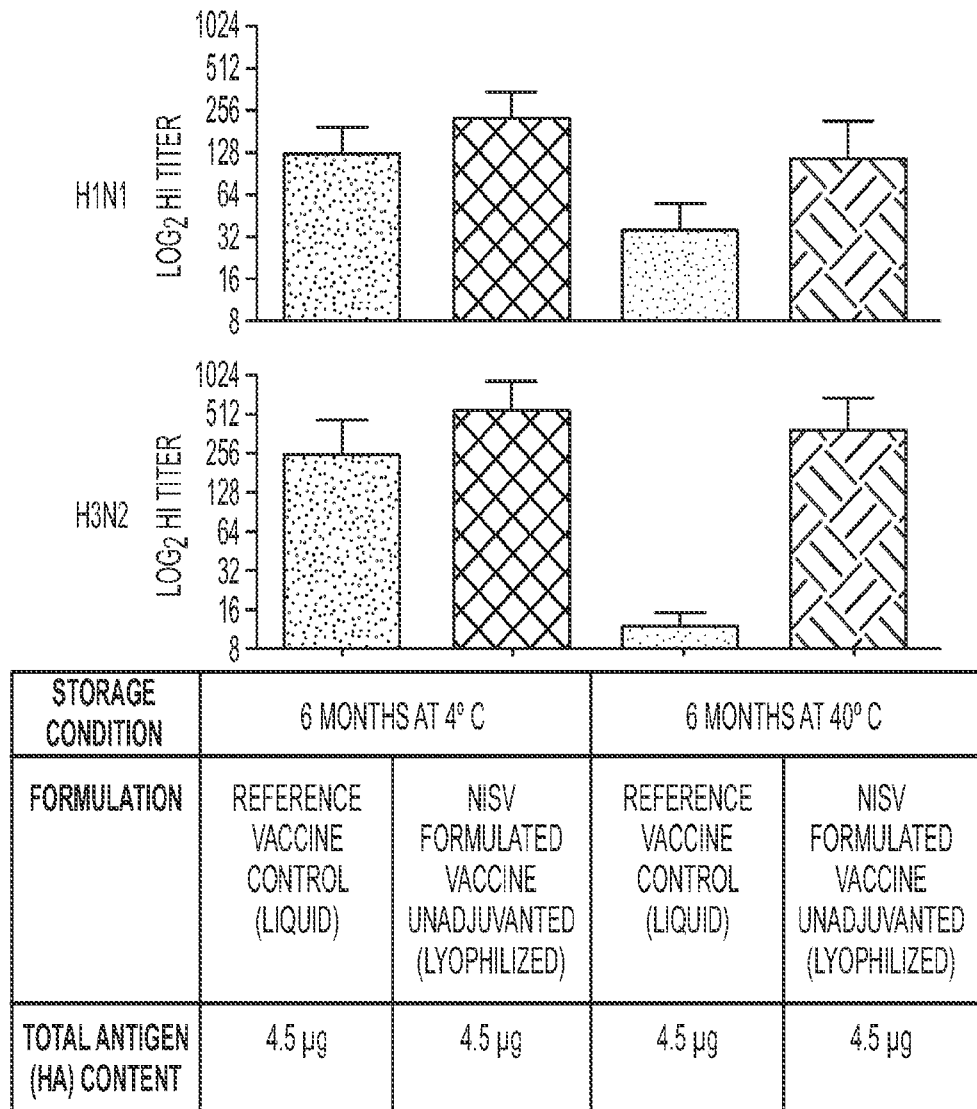 1024
512
256
128
64
32
16
8
H1N1
LOG2 HI TITER
1024
512
256
128
64
32
16
8
H3N2
LOG2 HI TITER
STORAGE CONDITION
6 MONTHS AT 4º C
6 MONTHS AT 40º C
FORMULATION
REFERENCE
VACCINE
CONTROL
(LIQUID)
NISV
FORMULATED
VACCINE
UNADJUVANTED
(LYOPHILIZED)
REFERENCE
VACCINE
CONTROL
(LIQUID)
NISV
FORMULATED
VACCINE
UNADJUVANTED
(LYOPHILIZED)
TOTAL ANTIGEN
(HA) CONTENT
4.5 µg
4.5 µg
4.5 µg
4.5 µg